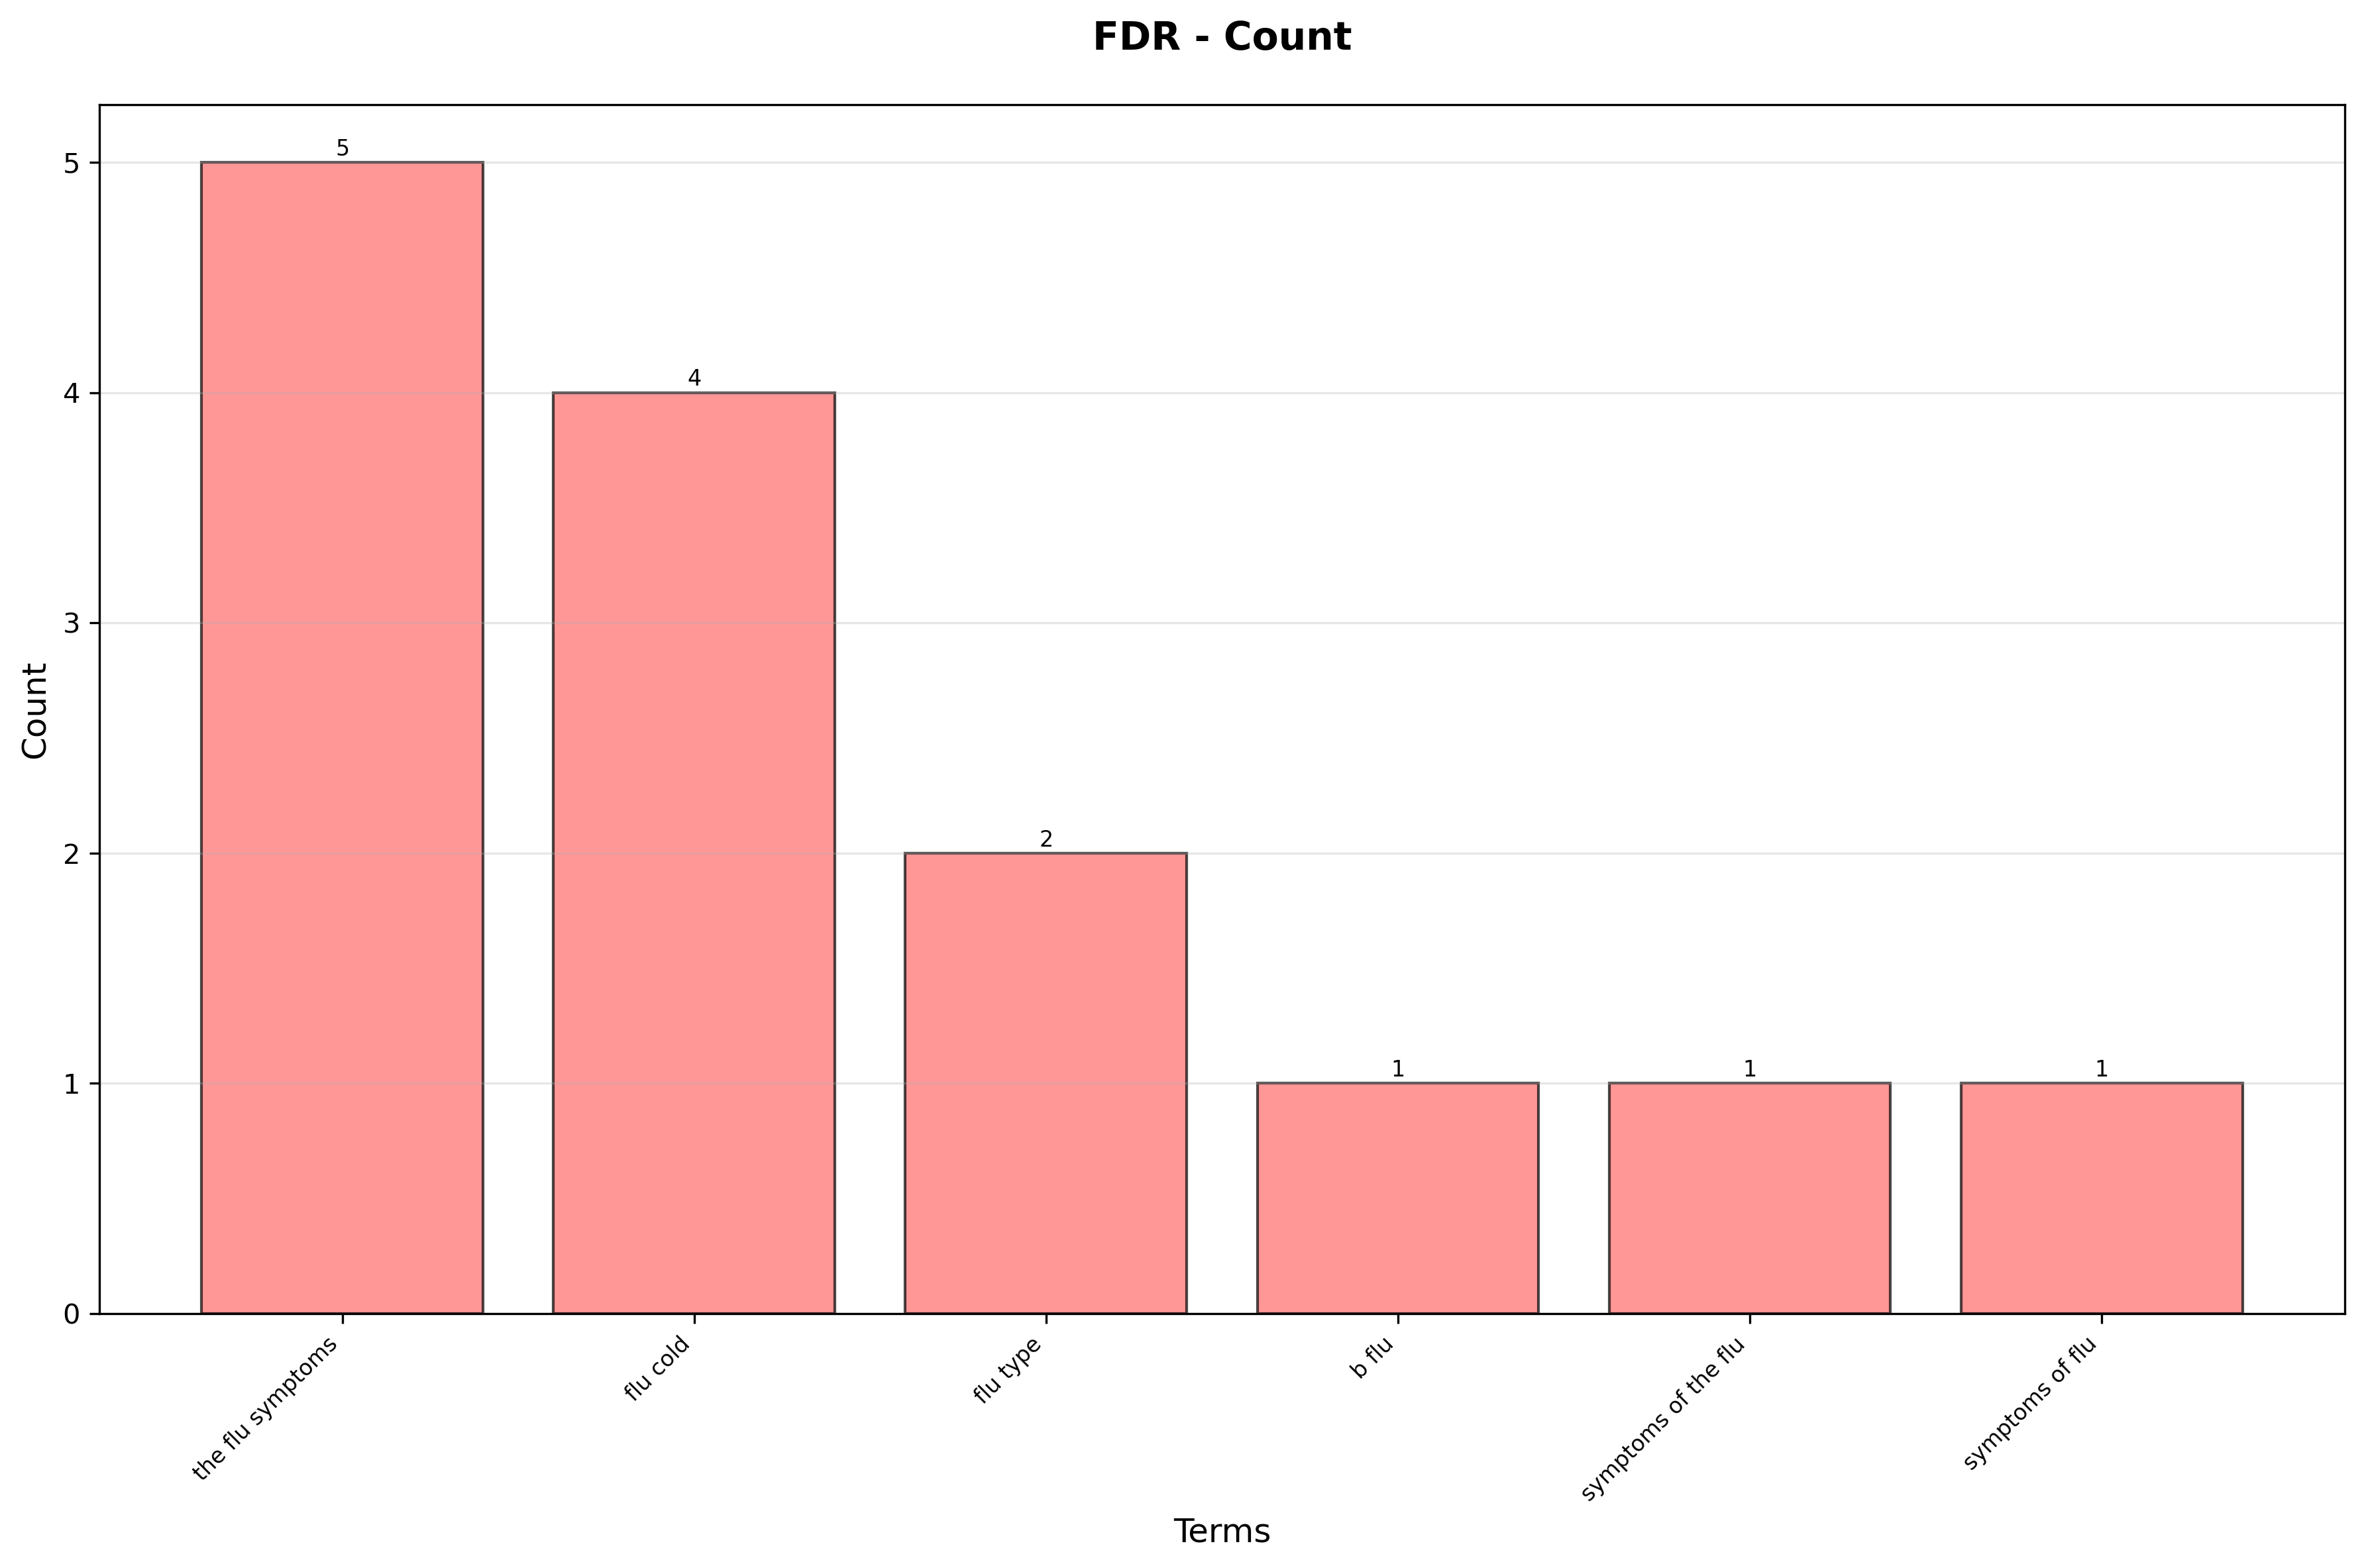 FDR - Count
5
4
3
2
1
0
Count
5
4
2
1
1
1
the flu symptoms
flu cold
flu type
b flu
symptoms of the flu
symptoms of flu
Terms